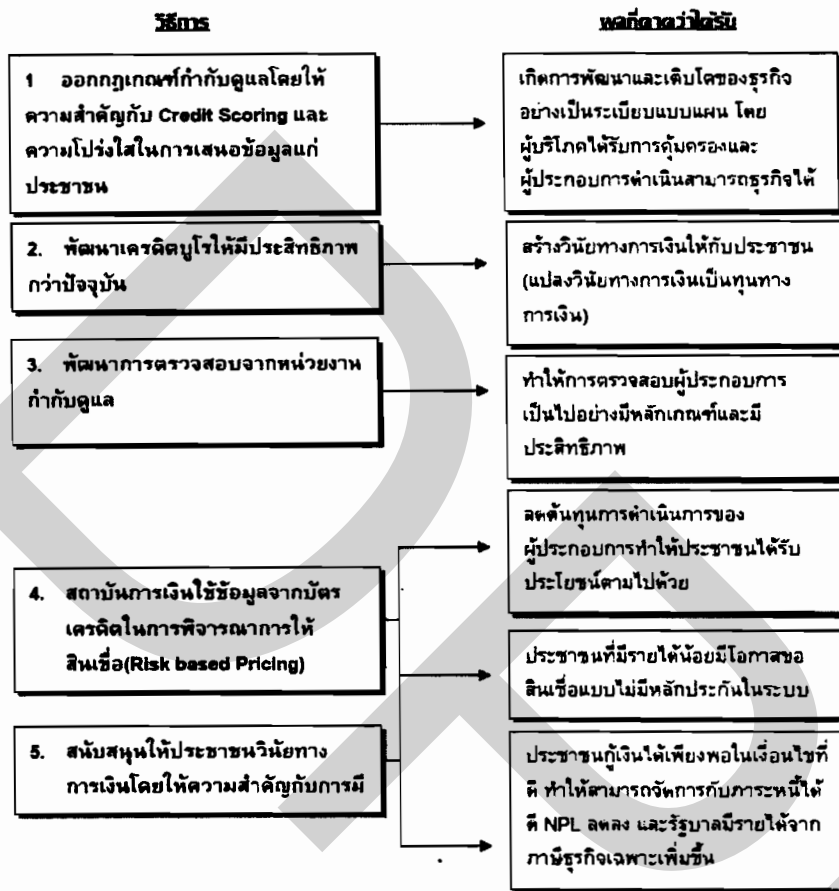 วิธีการ
ผลที่คาดว่าได้รับ
1 ออกกฎเกณฑ์กำกับดูแลโดยให้
ความสำคัญกับ Credit Scoring และ
ความโปร่งใสในการเสนอข้อมูลแก่
ประชาชน
เกิดการพัฒนาและเติบโตของธุรกิจ
อย่างเป็นระเบียบแบบแผน โดย
ผู้บริโภคได้รับการคุ้มครองและ
ผู้ประกอบการดำเนินสามารถธุรกิจได้
2. พัฒนาเครดิตบูโรให้มีประสิทธิภาพ
กว่าปัจจุบัน
สร้างวินัยทางการเงินให้กับประชาชน
(แปลงวินัยทางการเงินเป็นทุนทาง
การเงิน)
3. พัฒนาการตรวจสอบจากหน่วยงาน
กำกับดูแล
ทำให้การตรวจสอบผู้ประกอบการ
เป็นไปอย่างมีหลักเกณฑ์และมี
ประสิทธิภาพ
4. สถาบันการเงินใช้ข้อมูลจากบัตร
เครดิตในการพิจารณาการให้
สินเชื่อ(Risk based Pricing)
ลดต้นทุนการดำเนินการของ
ผู้ประกอบการทำให้ประชาชนได้รับ
ประโยชน์ตามไปด้วย
ประชาชนที่มีรายได้น้อยมีโอกาสขอ
สินเชื่อแบบไม่มีหลักประกันในระบบ
5. สนับสนุนให้ประชาชนวินัยทาง
การเงินโดยให้ความสำคัญกับการมี
ประชาชนกู้เงินได้เพียงพอในเงื่อนไขที่
ดี ทำให้สามารถจัดการกับภาระหนี้ได้
ดี NPL ลดลง และรัฐบาลมีรายได้จาก
ภาษีธุรกิจเฉพาะเพิ่มขึ้น